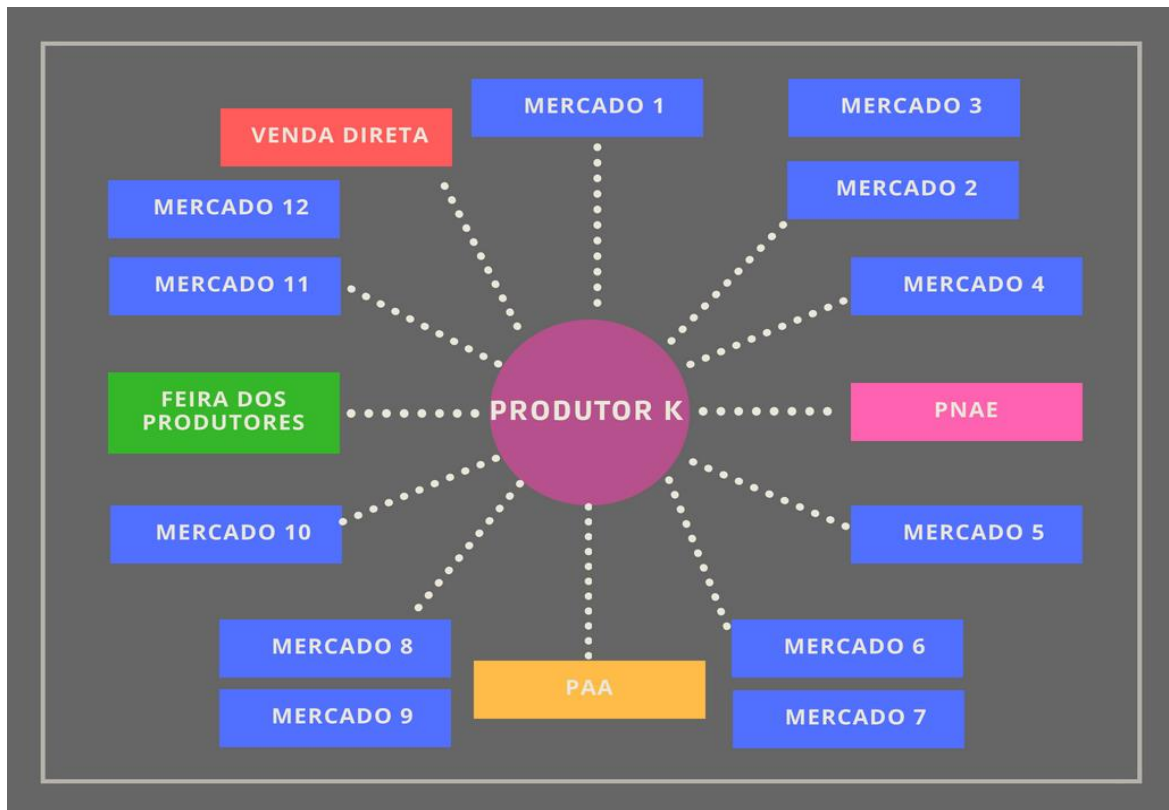 MERCADO 1
MERCADO 3
VENDA DIRETA
MERCADO 2
MERCADO 12
MERCADO 11
MERCADO 4
FEIRA DOS
PRODUTORES
PRODUTOR K
PNAE
MERCADO 10
MERCADO 5
MERCADO 8
MERCADO 6
PAA
MERCADO 9
MERCADO 7